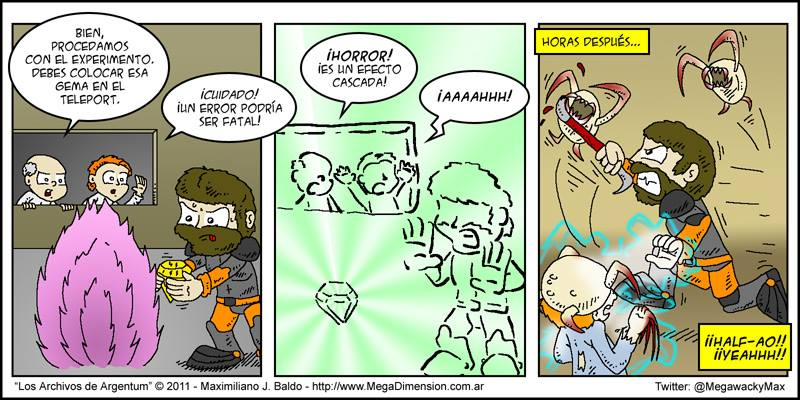 BIEN,
PROCEDAMOS
CON EL EXPERIMENTO.
DEBES COLOCAR ESA
GEMA EN EL
TELEPORT.
¡CUIDADO!
¡UN ERROR PODRÍA
SER FATAL!
¡HORROR!
¡ES UN EFECTO
CASCADA!
¡AAAAHHH!
HORAS DESPUÉS...
¡¡HALF-AO!!
¡¡YEAHHH!!
"Los Archivos de Argentum" © 2011 - Maximiliano J. Baldo - http://www.MegaDimension.com.ar
Twitter: @MegawackyMax